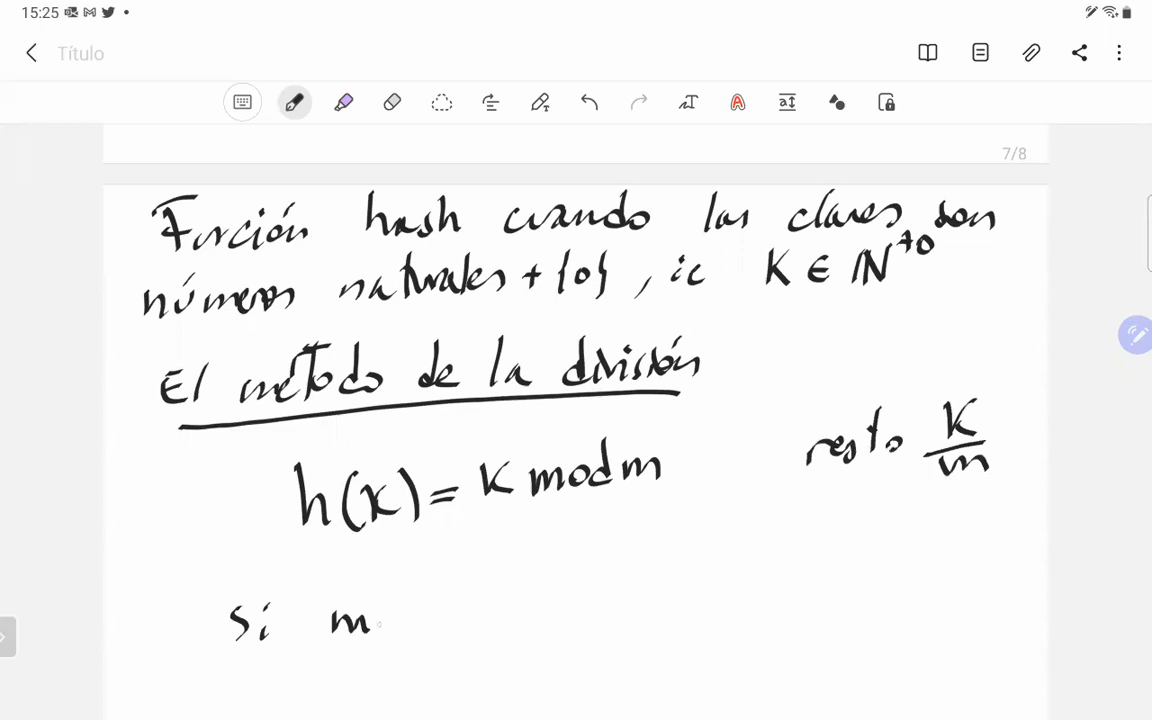 15:25
Título
7/8
Función hash cuando las claves son
números naturales + {0}, ie K ∈ ℕ⁺⁰
El método de la división
h(K) = K mod m
resto K/m
Si m